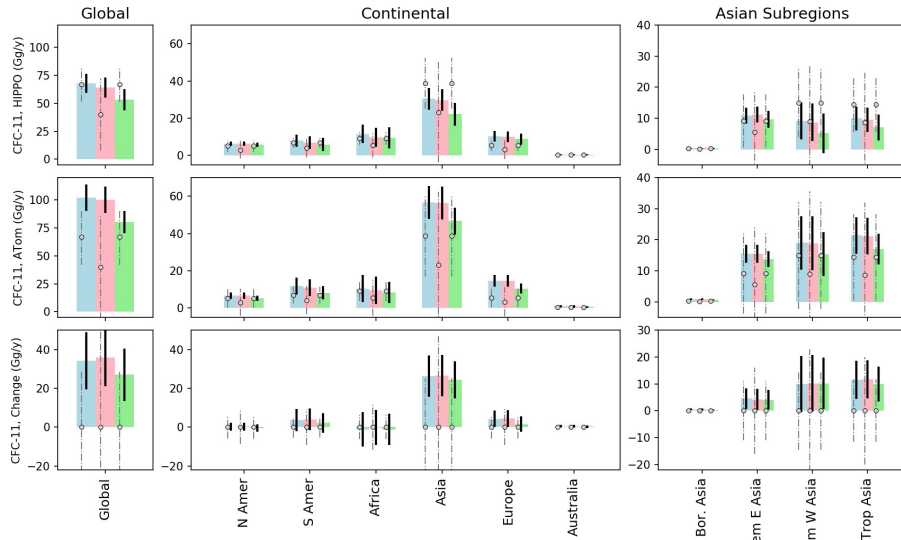 Global Continental Asian Subregions
CFC-11, HIPPO (Gg/y)
100
75
50
25
0
60
40
20
0
40
30
20
10
0
CFC-11, ATom (Gg/y)
100
75
50
25
0
60
40
20
0
40
30
20
10
0
CFC-11, Change (Gg/y)
40
20
0
−20
40
20
0
−20
30
20
10
0
−10
−20
Global
N Amer
S Amer
Africa
Asia
Europe
Australia
Bor. Asia
em E Asia
m W Asia
Trop Asia